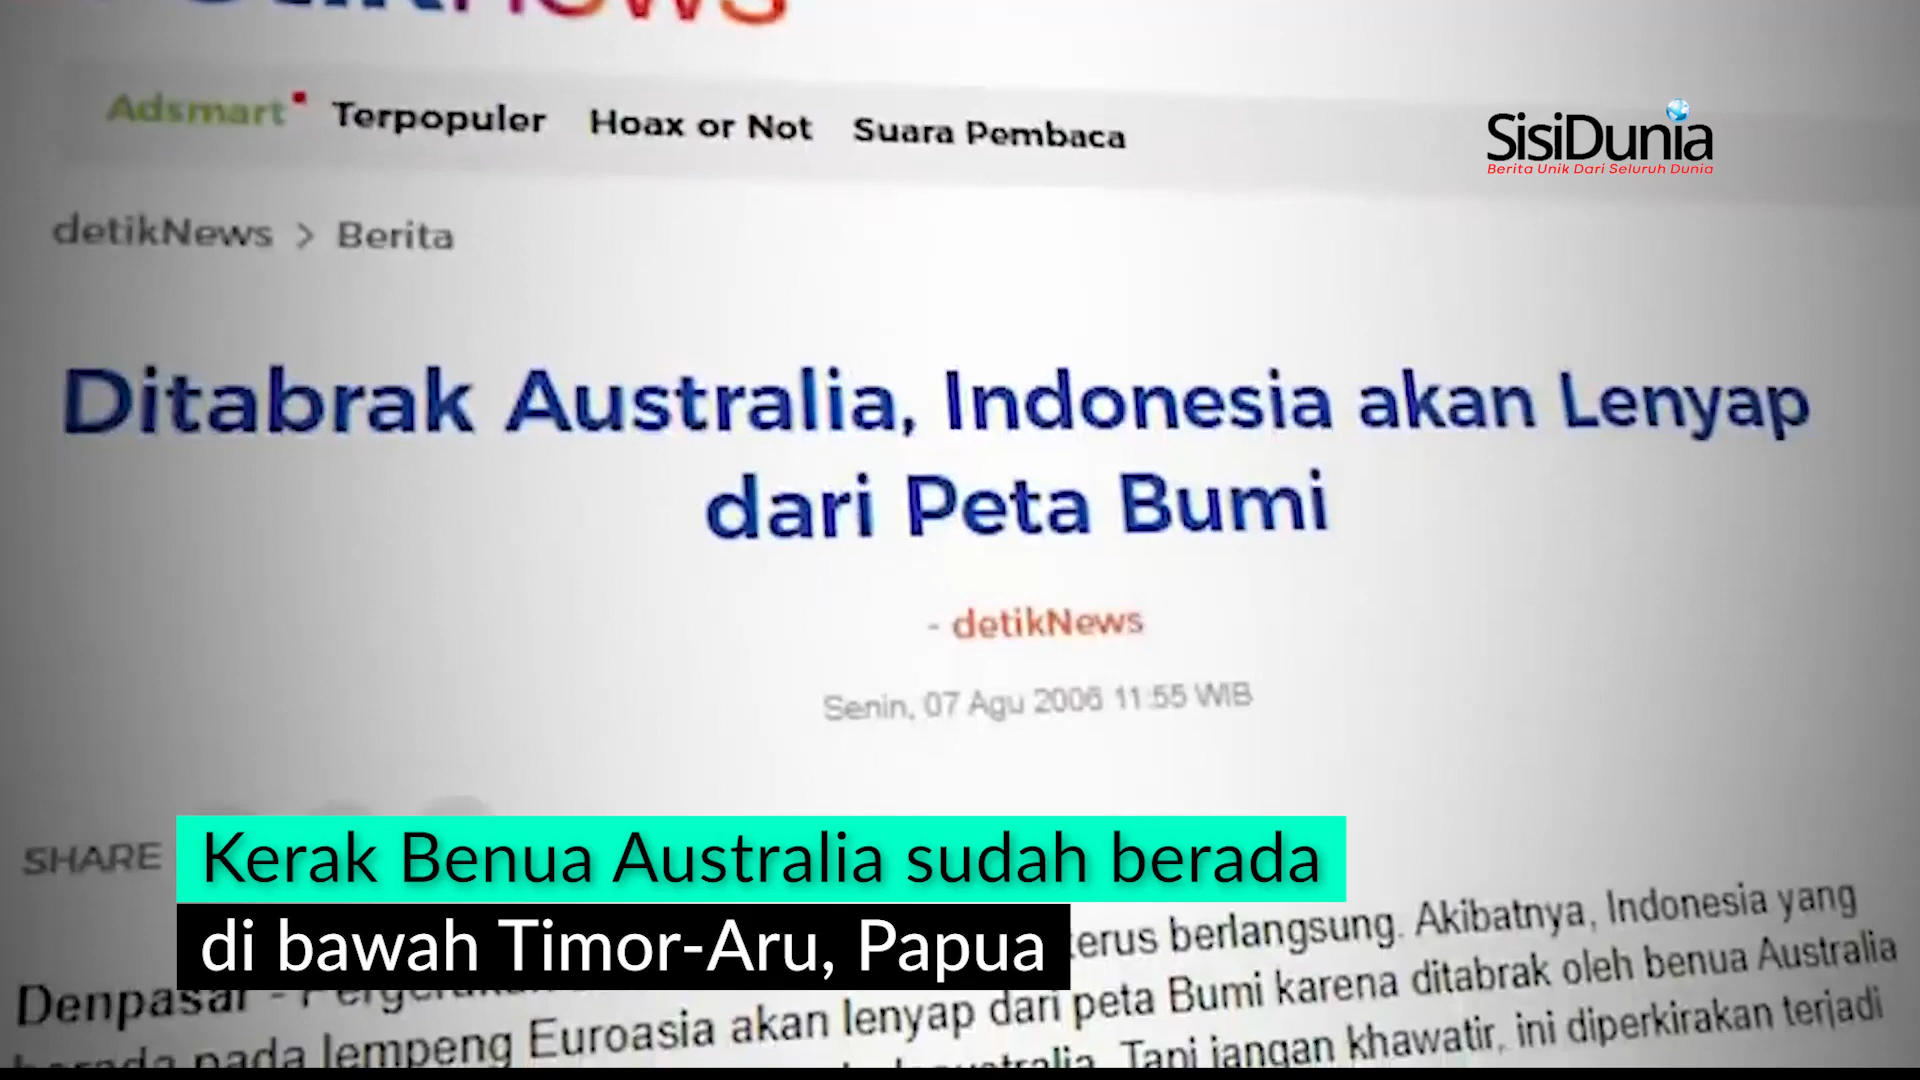 News
Adsmart Terpopuler Hoax or Not Suara Pembaca
SisiDunia
Berita Unik Dari Seluruh Dunia
detikNews > Berita
Ditabrak Australia, Indonesia akan Lenyap
dari Peta Bumi
- detikNews
Senin, 07 Agu 2006 11:55 WIB
SHARE
Kerak Benua Australia sudah berada
di bawah Timor-Aru, Papua
terus berlangsung. Akibatnya, Indonesia yang
Denpasar -
berada pada lempeng Euroasia akan lenyap dari peta Bumi karena ditabrak oleh benua Australia
Tapi jangan khawatir, ini diperkirakan terjadi